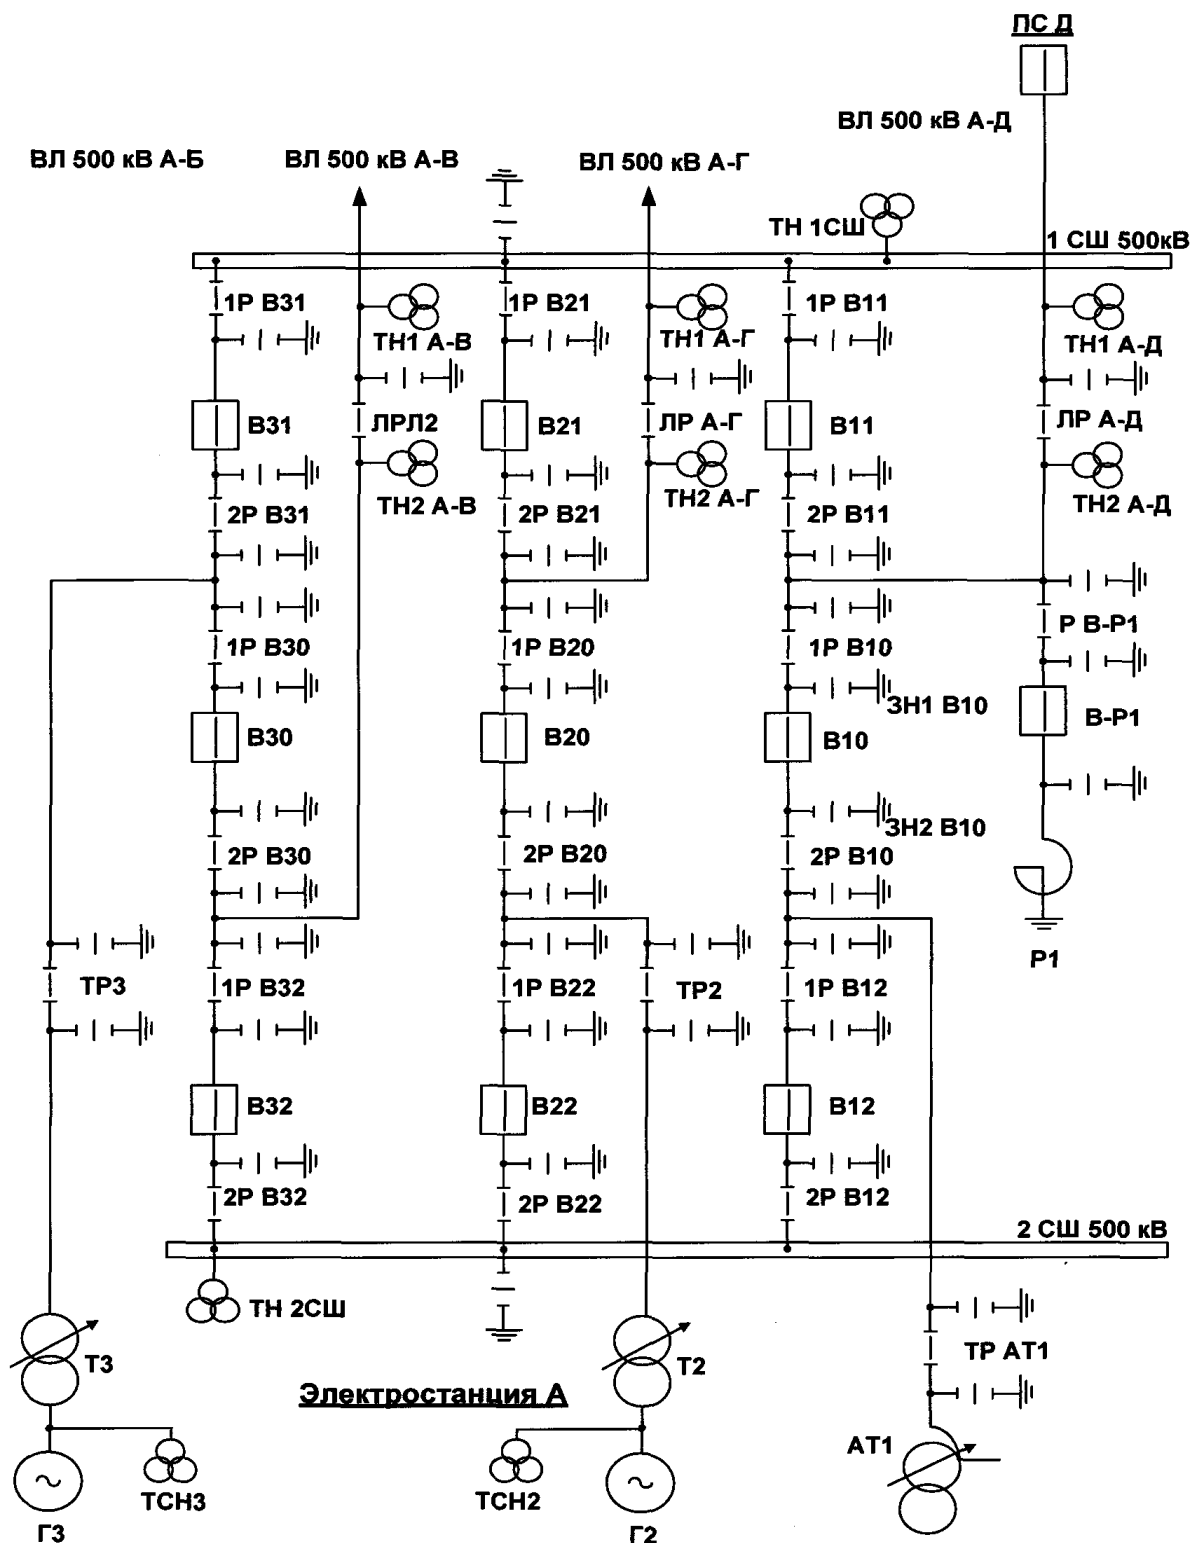 ПС Д
ВЛ 500 кВ А-Д
ВЛ 500 кВ А-Б
ВЛ 500 кВ А-В
ВЛ 500 кВ А-Г
ТН 1СШ
1 СШ 500кВ
1Р В31
1Р В21
1Р В11
ТН1 А-В
ТН1 А-Г
ТН1 А-Д
В31
ЛРЛ2
В21
ЛР А-Г
В11
ЛР А-Д
ТН2 А-В
ТН2 А-Г
ТН2 А-Д
2Р В31
2Р В21
2Р В11
1Р В30
1Р В20
1Р В10
Р В-Р1
ЗН1 В10
В30
В20
В10
В-Р1
ЗН2 В10
2Р В30
2Р В20
2Р В10
Р1
ТР3
1Р В32
1Р В22
ТР2
1Р В12
В32
В22
В12
2Р В32
2Р В22
2Р В12
2 СШ 500 кВ
ТН 2СШ
Т3
Т2
ТР АТ1
Электростанция А
АТ1
ТСН3
ТСН2
Г3
Г2